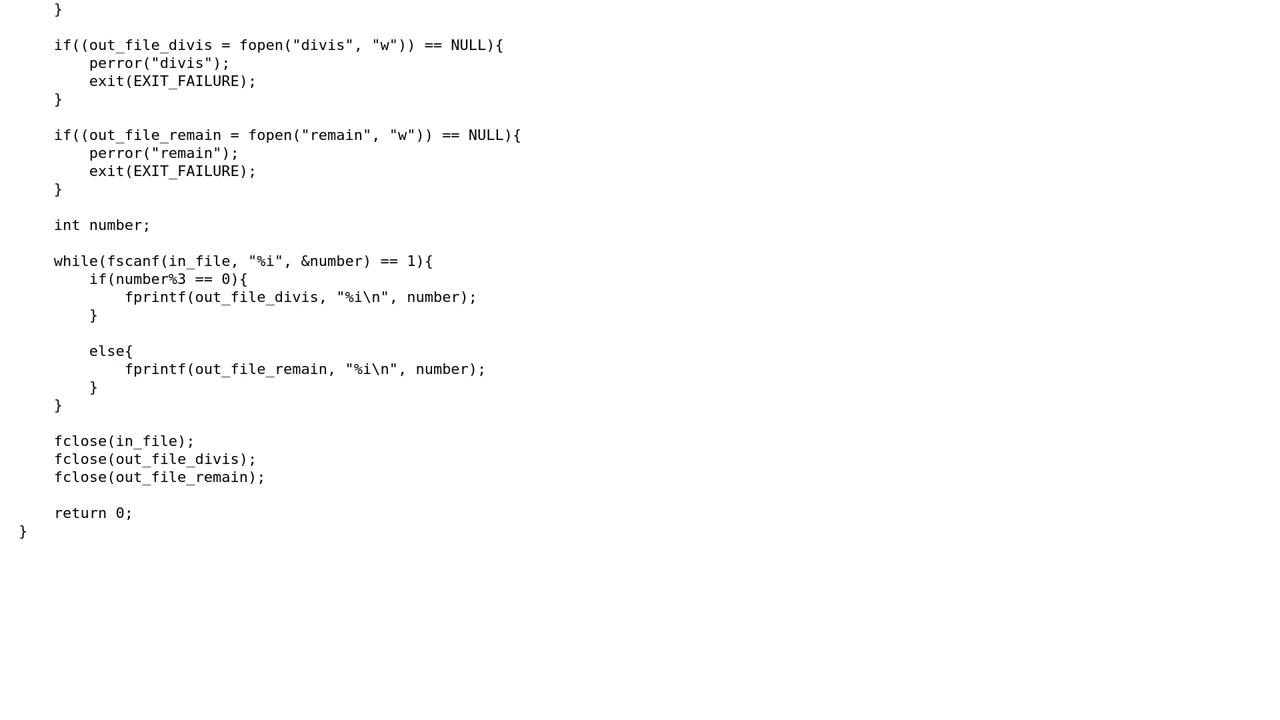 }

    if((out_file_divis = fopen("divis", "w")) == NULL){
        perror("divis");
        exit(EXIT_FAILURE);
    }

    if((out_file_remain = fopen("remain", "w")) == NULL){
        perror("remain");
        exit(EXIT_FAILURE);
    }

    int number;

    while(fscanf(in_file, "%i", &number) == 1){
        if(number%3 == 0){
            fprintf(out_file_divis, "%i\n", number);
        }

        else{
            fprintf(out_file_remain, "%i\n", number);
        }
    }

    fclose(in_file);
    fclose(out_file_divis);
    fclose(out_file_remain);

    return 0;
}